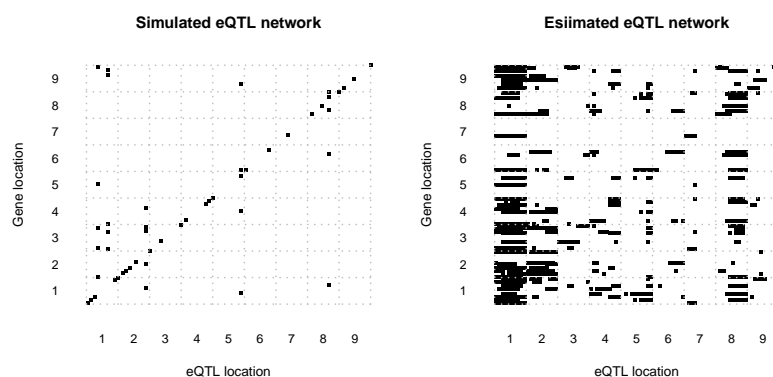 Simulated eQTL network
Gene location
9
8
7
6
5
4
3
2
1
1 2 3 4 5 6 7 8 9
eQTL location
Esiimated eQTL network
Gene location
9
8
7
6
5
4
3
2
1
1 2 3 4 5 6 7 8 9
eQTL location